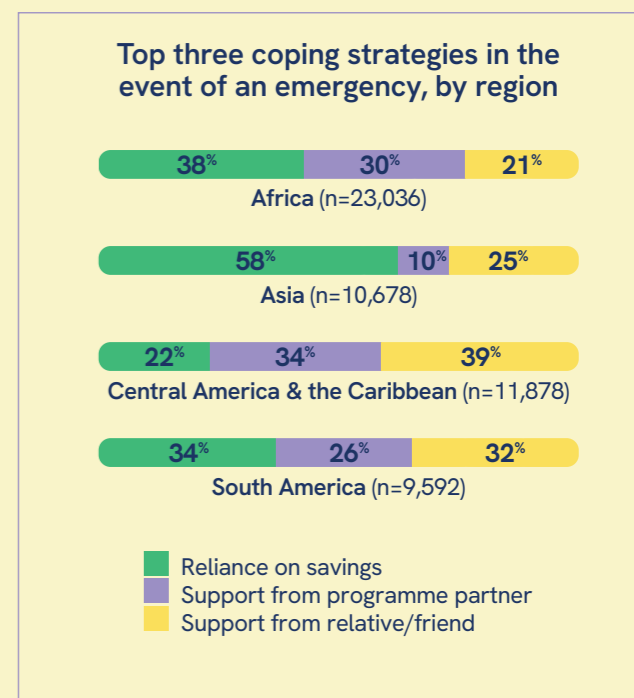 Top three coping strategies in the
event of an emergency, by region
38% 30% 21%
Africa (n=23,036)
58% 10% 25%
Asia (n=10,678)
22% 34% 39%
Central America & the Caribbean (n=11,878)
34% 26% 32%
South America (n=9,592)
Reliance on savings
Support from programme partner
Support from relative/friend